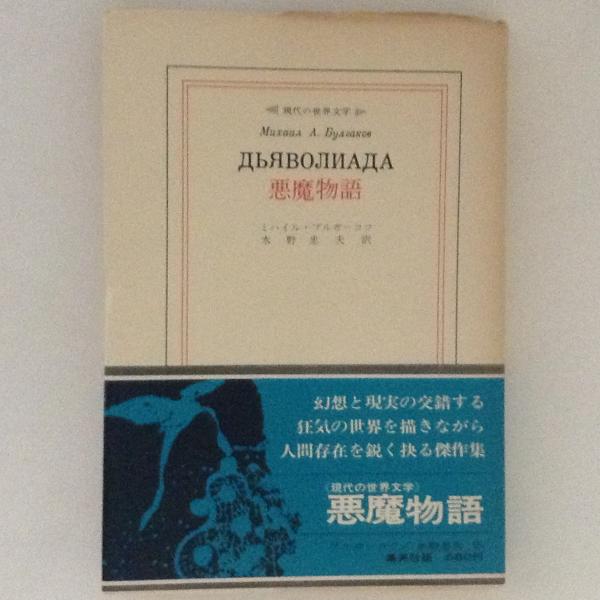 現代の世界文学
Михаил А. Булгаков
ДЬЯВОЛИАДА
悪魔物語
ミハイル・ブルガーコフ
水野忠夫 訳
幻想と現実の交錯する
狂気の世界を描きながら
人間存在を鋭く抉る傑作集
《現代の世界文学》
悪魔物語
集英社版